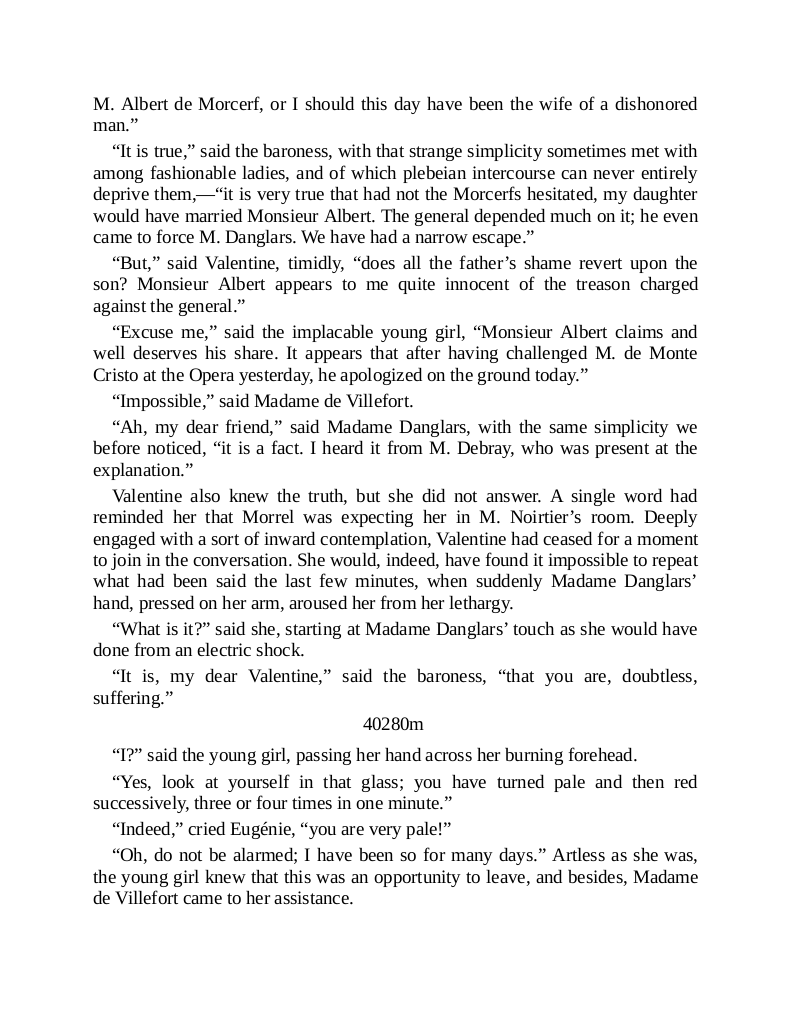 M. Albert de Morcerf, or I should this day have been the wife of a dishonored
man.”
“It is true,” said the baroness, with that strange simplicity sometimes met with
among fashionable ladies, and of which plebeian intercourse can never entirely
deprive them,—“it is very true that had not the Morcerfs hesitated, my daughter
would have married Monsieur Albert. The general depended much on it; he even
came to force M. Danglars. We have had a narrow escape.”
“But,” said Valentine, timidly, “does all the father’s shame revert upon the
son? Monsieur Albert appears to me quite innocent of the treason charged
against the general.”
“Excuse me,” said the implacable young girl, “Monsieur Albert claims and
well deserves his share. It appears that after having challenged M. de Monte
Cristo at the Opera yesterday, he apologized on the ground today.”
“Impossible,” said Madame de Villefort.
“Ah, my dear friend,” said Madame Danglars, with the same simplicity we
before noticed, “it is a fact. I heard it from M. Debray, who was present at the
explanation.”
Valentine also knew the truth, but she did not answer. A single word had
reminded her that Morrel was expecting her in M. Noirtier’s room. Deeply
engaged with a sort of inward contemplation, Valentine had ceased for a moment
to join in the conversation. She would, indeed, have found it impossible to repeat
what had been said the last few minutes, when suddenly Madame Danglars’
hand, pressed on her arm, aroused her from her lethargy.
“What is it?” said she, starting at Madame Danglars’ touch as she would have
done from an electric shock.
“It is, my dear Valentine,” said the baroness, “that you are, doubtless,
suffering.”
40280m
“I?” said the young girl, passing her hand across her burning forehead.
“Yes, look at yourself in that glass; you have turned pale and then red
successively, three or four times in one minute.”
“Indeed,” cried Eugénie, “you are very pale!”
“Oh, do not be alarmed; I have been so for many days.” Artless as she was,
the young girl knew that this was an opportunity to leave, and besides, Madame
de Villefort came to her assistance.